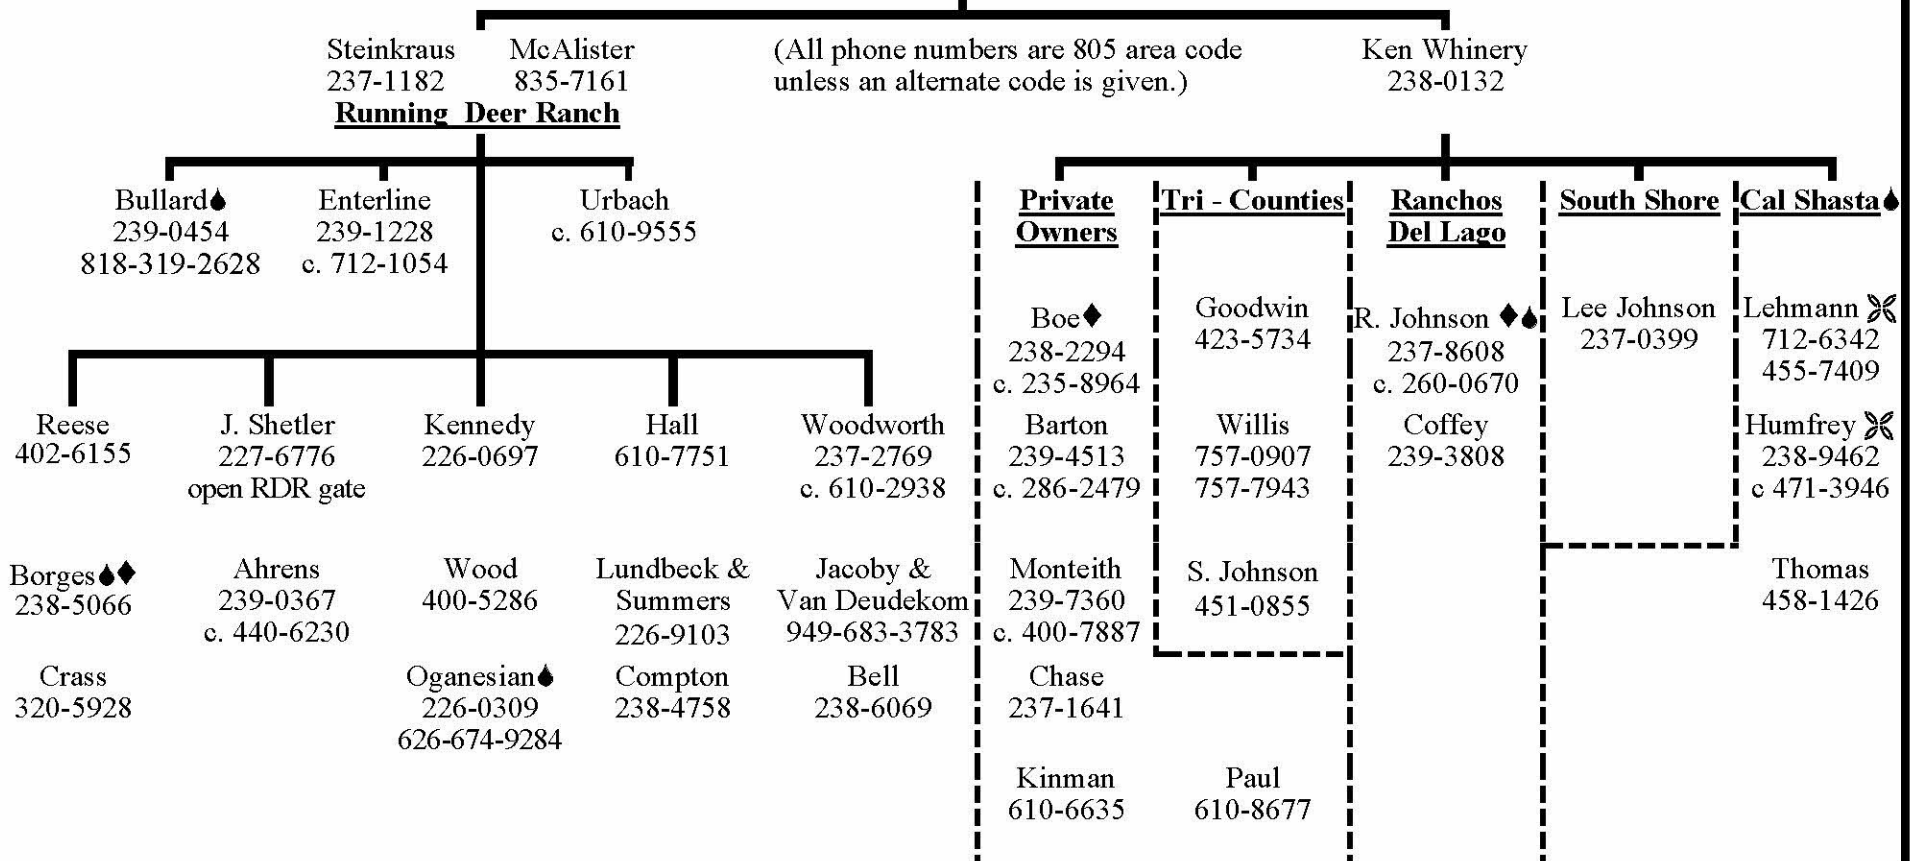 Steinkraus
237-1182
McAlister
835-7161
Running Deer Ranch
(All phone numbers are 805 area code
unless an alternate code is given.)
Ken Whinery
238-0132
Bullard
239-0454
818-319-2628
Enterline
239-1228
c. 712-1054
Urbach
c. 610-9555
Reese
402-6155
J. Shetler
227-6776
open RDR gate
Kennedy
226-0697
Hall
610-7751
Woodworth
237-2769
c. 610-2938
Borges
238-5066
Ahrens
239-0367
c. 440-6230
Wood
400-5286
Lundbeck &
Summers
226-9103
Jacoby &
Van Deudekom
949-683-3783
Crass
320-5928
Oganesian
226-0309
626-674-9284
Compton
238-4758
Bell
238-6069
Private
Owners
Boe
238-2294
c. 235-8964
Barton
239-4513
c. 286-2479
Monteith
239-7360
c. 400-7887
Chase
237-1641
Kinman
610-6635
Tri - Counties
Goodwin
423-5734
Willis
757-0907
757-7943
S. Johnson
451-0855
Paul
610-8677
Ranchos
Del Lago
R. Johnson
237-8608
c. 260-0670
Coffey
239-3808
South Shore
Lee Johnson
237-0399
Cal Shasta
Lehmann
712-6342
455-7409
Humfrey
238-9462
c 471-3946
Thomas
458-1426